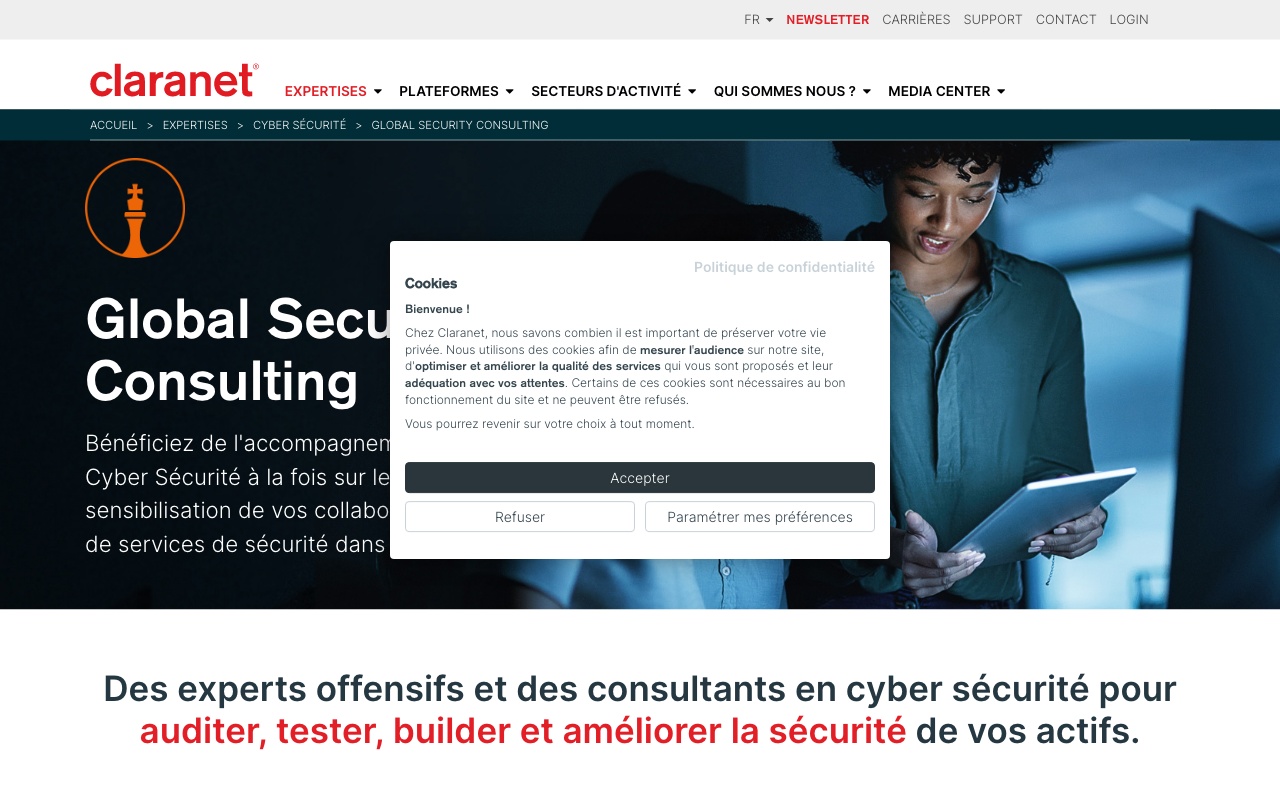 FR
NEWSLETTER
CARRIÈRES
SUPPORT
CONTACT
LOGIN
claranet®
EXPERTISES
PLATEFORMES
SECTEURS D'ACTIVITÉ
QUI SOMMES NOUS ?
MEDIA CENTER
ACCUEIL > EXPERTISES > CYBER SÉCURITÉ > GLOBAL SECURITY CONSULTING
Global Secu
Consulting
Bénéficiez de l'accompagnem
Cyber Sécurité à la fois sur le
sensibilisation de vos collabo
de services de sécurité dans
Politique de confidentialité
Cookies
Bienvenue !
Chez Claranet, nous savons combien il est important de préserver votre vie
privée. Nous utilisons des cookies afin de mesurer l'audience sur notre site,
d'optimiser et améliorer la qualité des services qui vous sont proposés et leur
adéquation avec vos attentes. Certains de ces cookies sont nécessaires au bon
fonctionnement du site et ne peuvent être refusés.
Vous pourrez revenir sur votre choix à tout moment.
Accepter
Refuser
Paramétrer mes préférences
Des experts offensifs et des consultants en cyber sécurité pour
auditer, tester, builder et améliorer la sécurité de vos actifs.